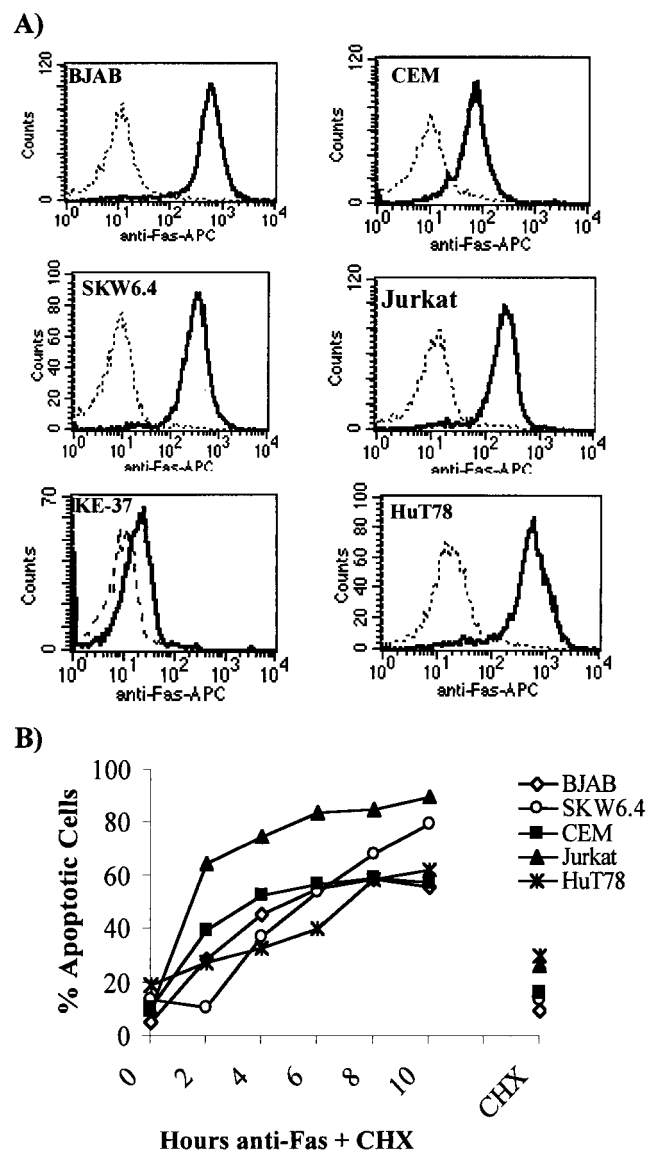 A)
BJAB
120
Counts
0
10^0 10^1 10^2 10^3 10^4
anti-Fas-APC
CEM
120
Counts
0
10^0 10^1 10^2 10^3 10^4
anti-Fas-APC
SKW6.4
100
80
60
40
20
0
Counts
10^0 10^1 10^2 10^3 10^4
anti-Fas-APC
Jurkat
120
Counts
0
10^0 10^1 10^2 10^3 10^4
anti-Fas-APC
KE-37
70
Counts
0
10^0 10^1 10^2 10^3 10^4
anti-Fas-APC
HuT78
100
80
60
40
20
0
Counts
10^0 10^1 10^2 10^3 10^4
anti-Fas-APC
B)
% Apoptotic Cells
100
80
60
40
20
0
0 2 4 6 8 10 CHX
Hours anti-Fas + CHX
BJAB
SKW6.4
CEM
Jurkat
HuT78